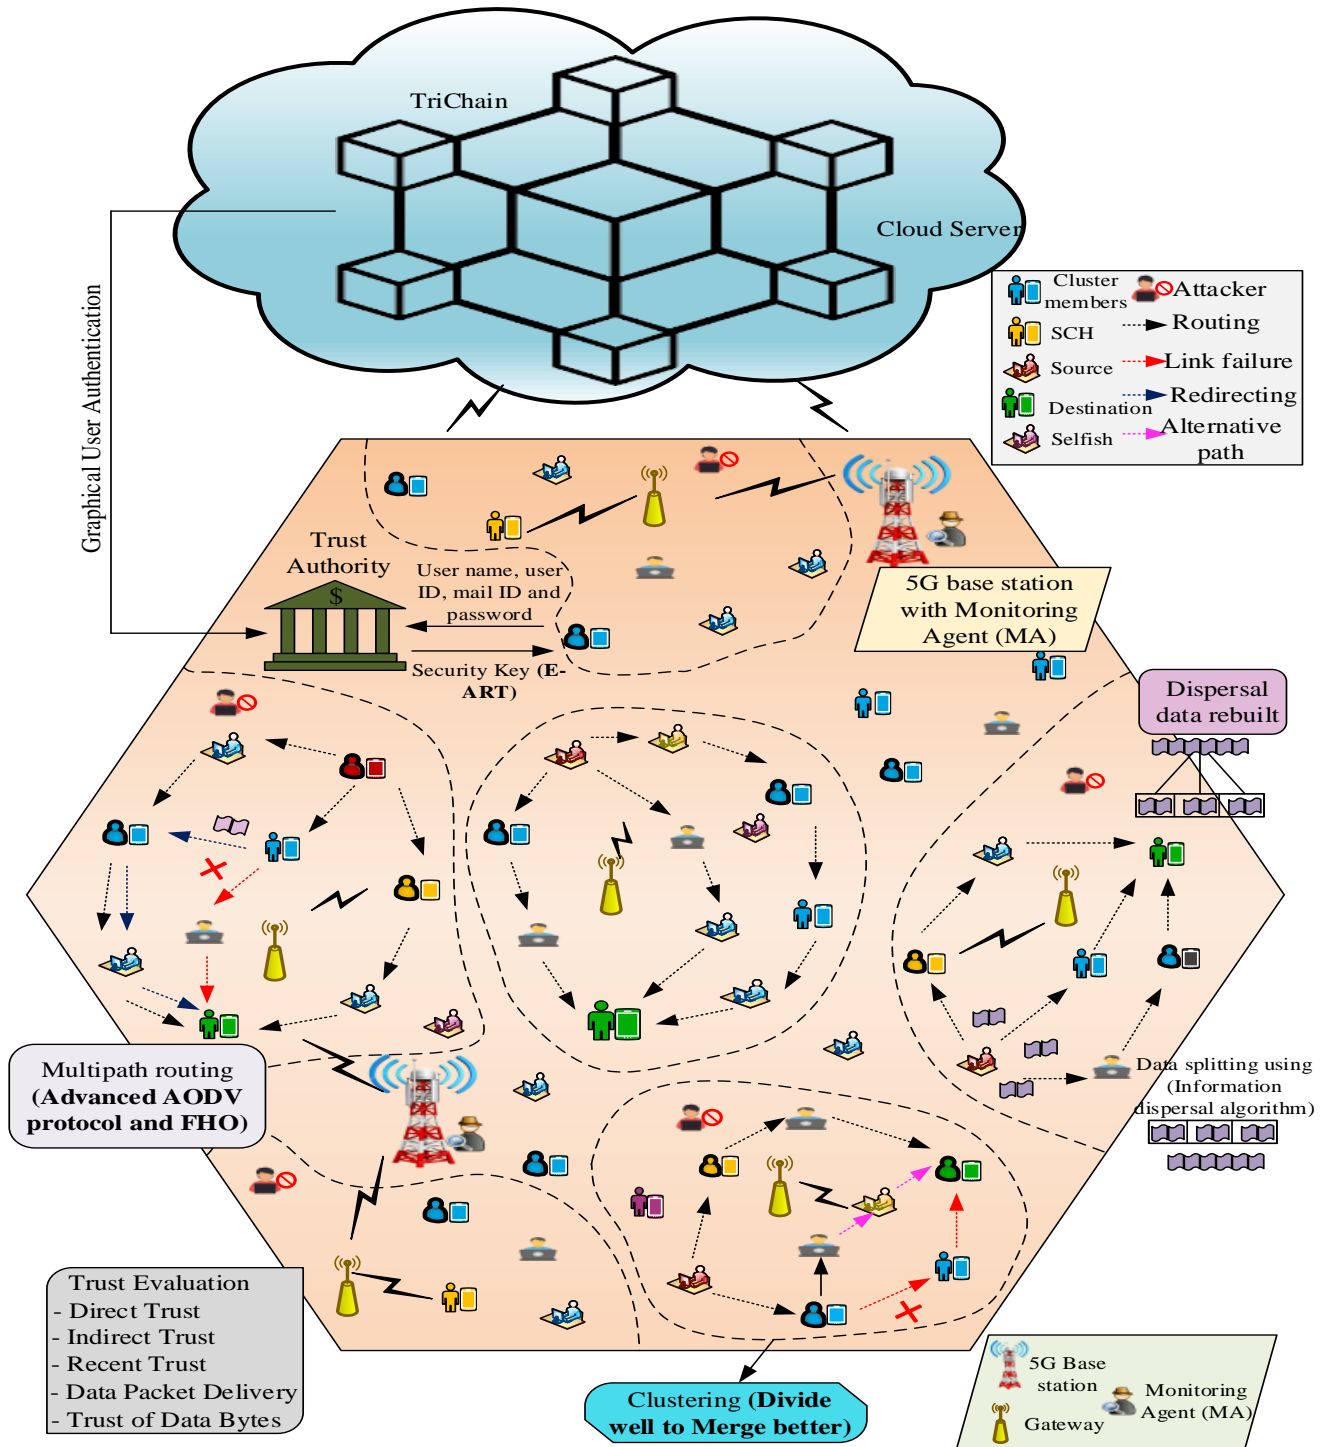 TriChain
Cloud Server
Graphical User Authentication
Cluster
members
Attacker
SCH
Routing
Source
Link failure
Destination
Redirecting
Selfish
Alternative
path
Trust
Authority
$
User name, user
ID, mail ID and
password
Security Key (E-
ART)
5G base station
with Monitoring
Agent (MA)
Dispersal
data rebuilt
Multipath routing
(Advanced AODV
protocol and FHO)
Data splitting using
(Information
dispersal algorithm)
Trust Evaluation
- Direct Trust
- Indirect Trust
- Recent Trust
- Data Packet Delivery
- Trust of Data Bytes
Clustering (Divide
well to Merge better)
5G Base
station
Monitoring
Agent (MA)
Gateway